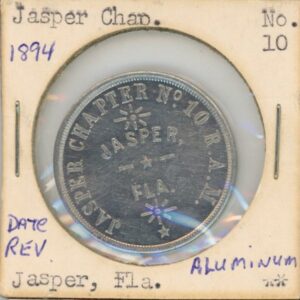 Jasper Chap. No.
1894 10
JASPER CHAPTER Nº 10 R.A.M.
JASPER,
FLA.
DATE
REV.
ALUMINUM
Jasper, Fla. **